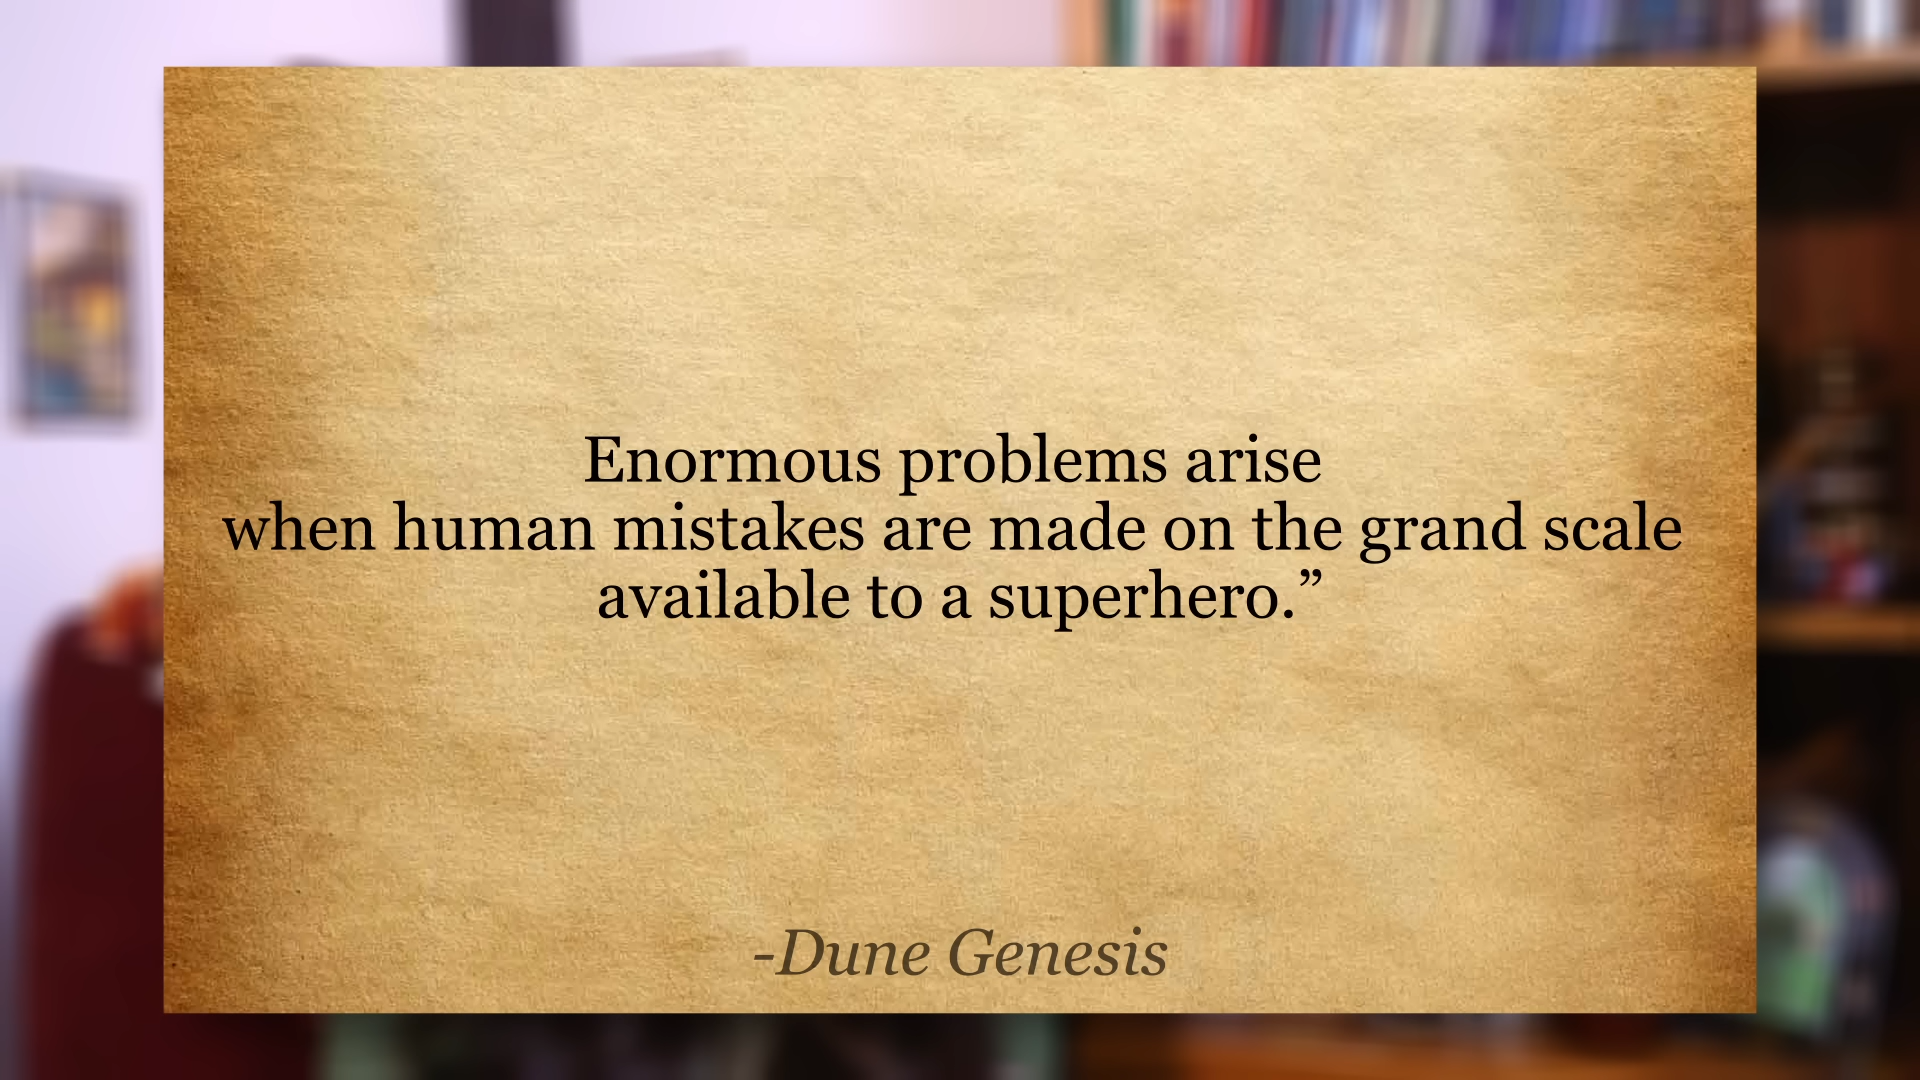 Enormous problems arise
when human mistakes are made on the grand scale
available to a superhero.”
-Dune Genesis